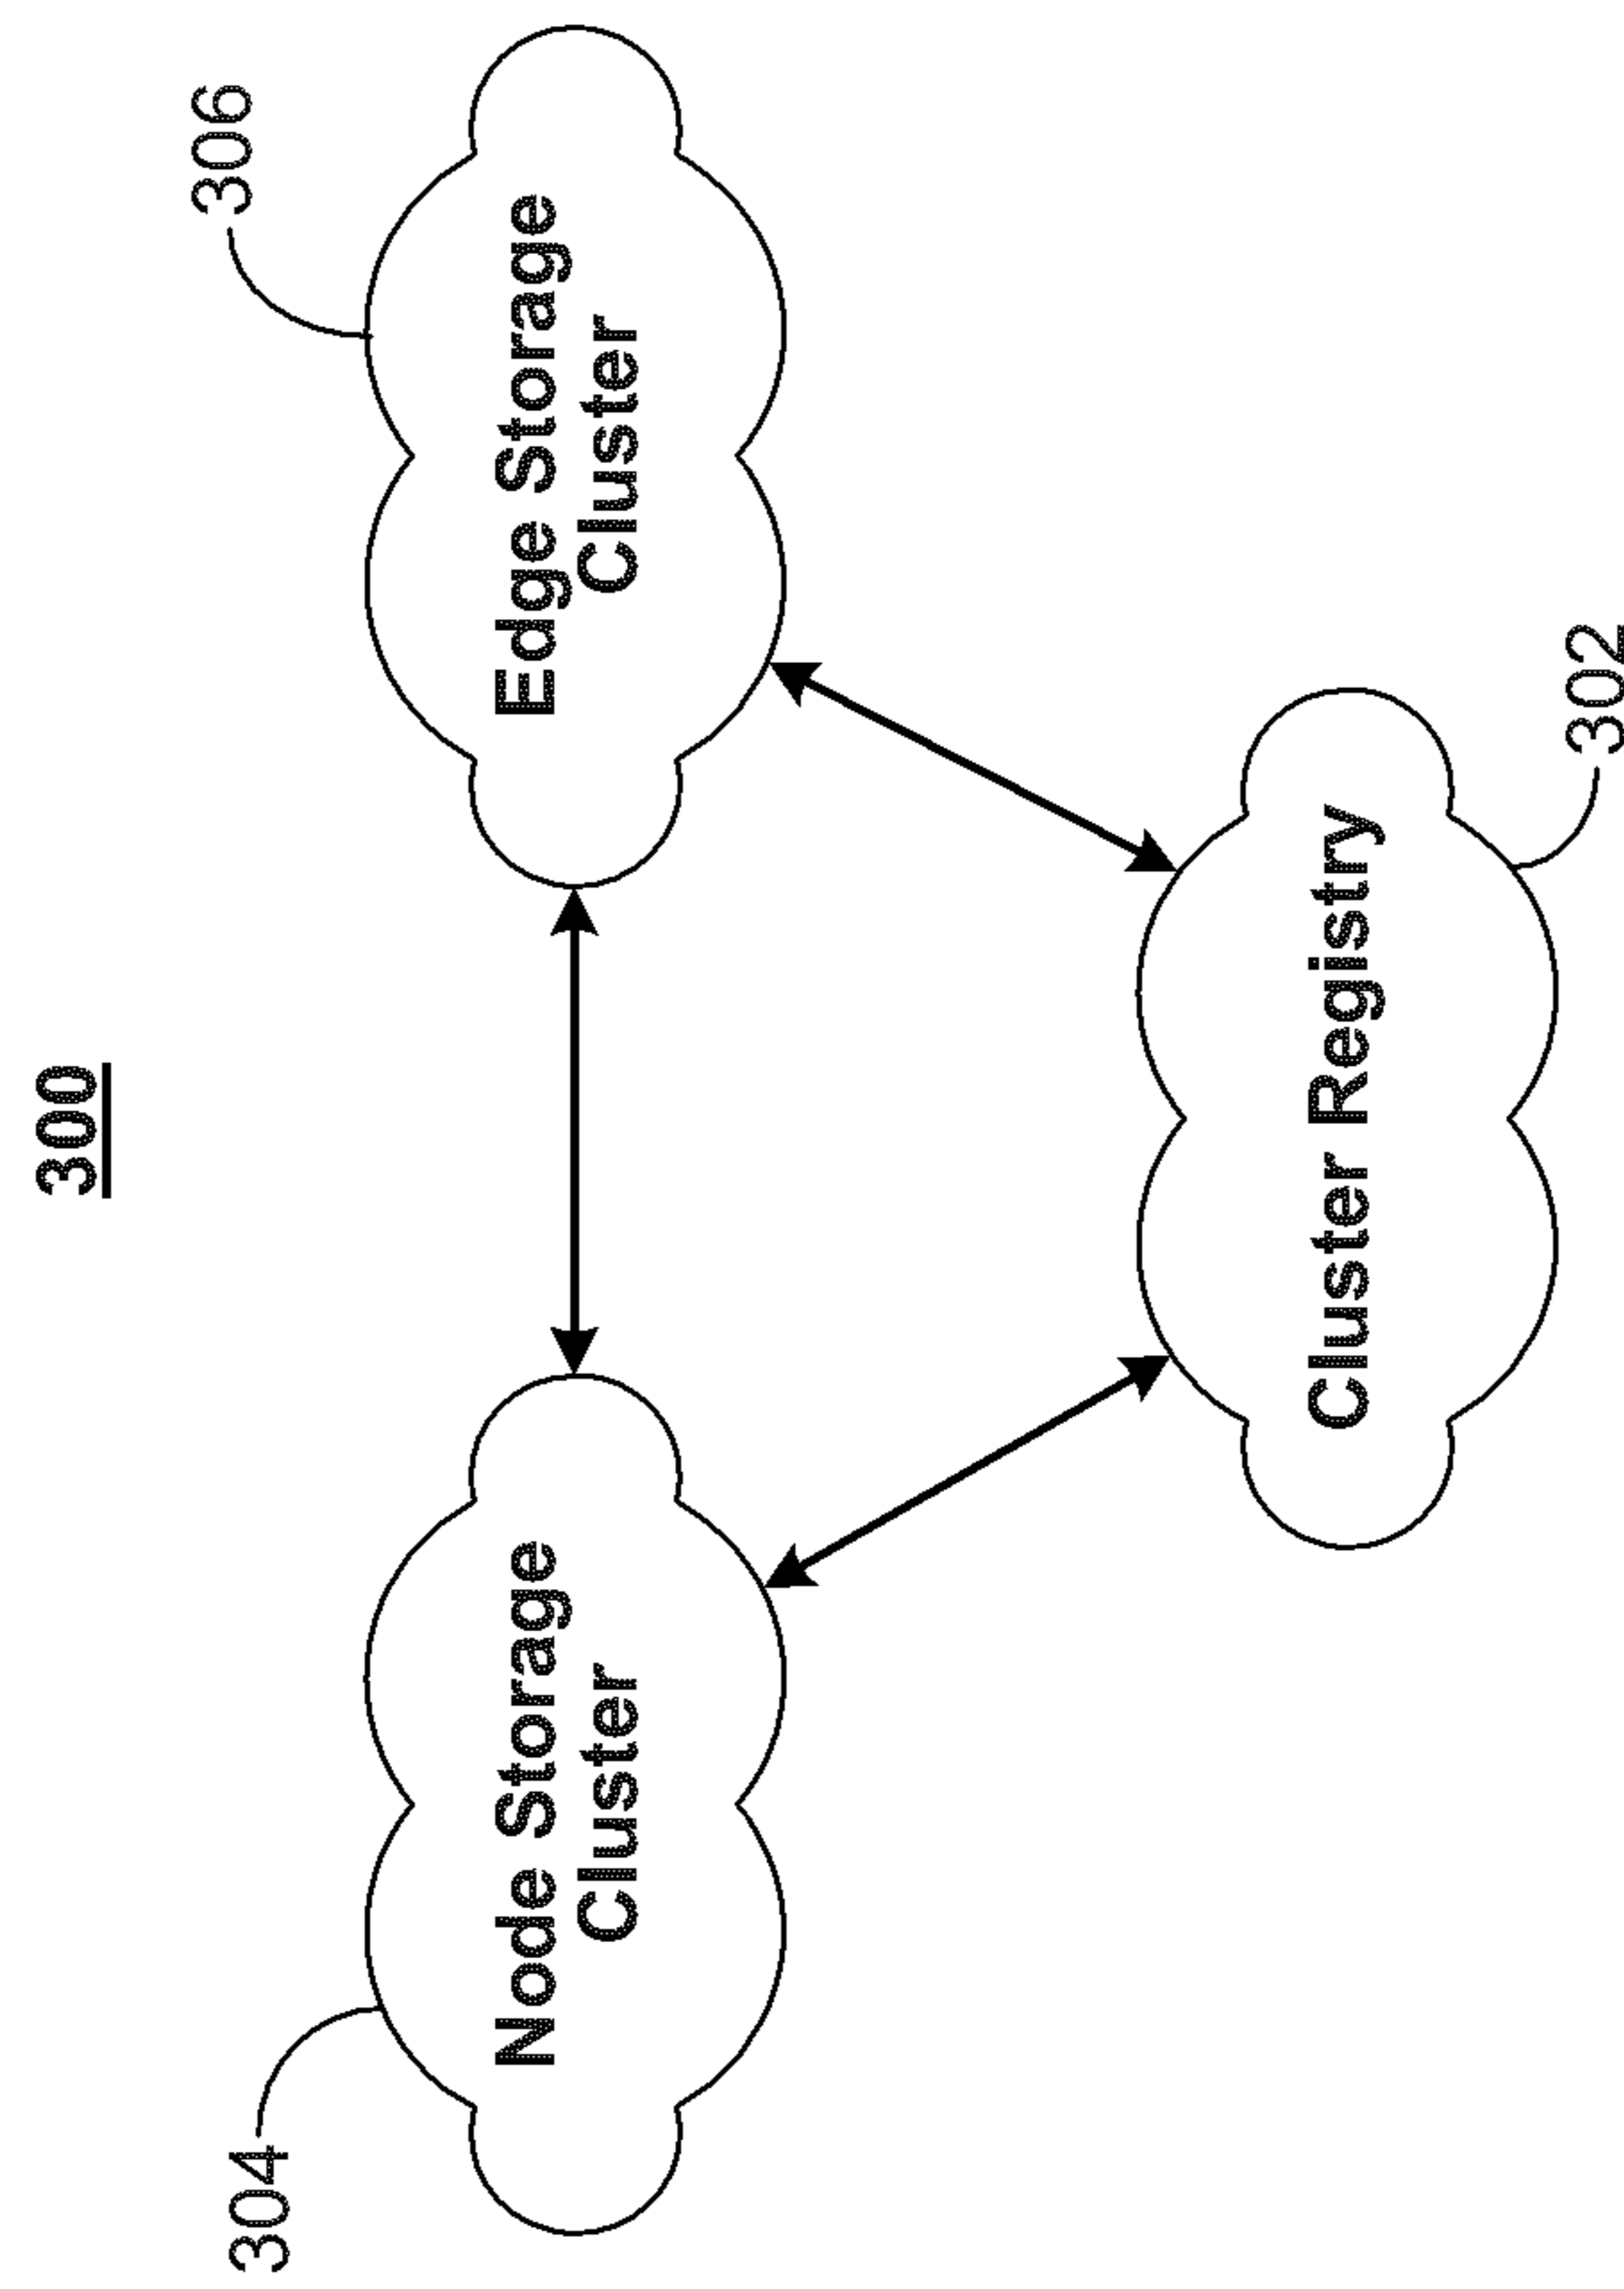 300
304
306
Node Storage
Cluster
Edge Storage
Cluster
Cluster Registry
302